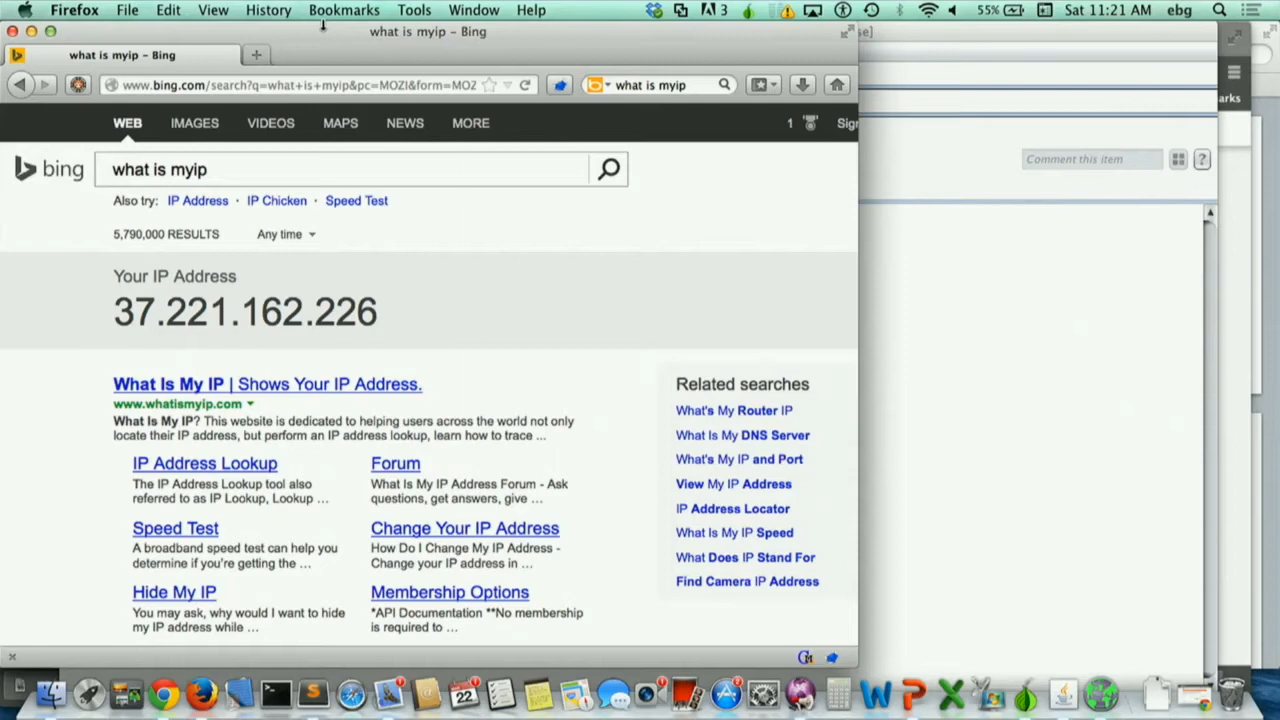 Firefox File Edit View History Bookmarks Tools Window Help 3 55% Sat 11:21 AM ebg
what is myip – Bing
se]
what is myip – Bing
www.bing.com/search?q=what+is+myip&pc=MOZI&form=MOZ
what is myip
arks
WEB IMAGES VIDEOS MAPS NEWS MORE 1 Sign
bing what is myip
Comment this item ?
Also try: IP Address · IP Chicken · Speed Test
5,790,000 RESULTS Any time
Your IP Address
37.221.162.226
What Is My IP | Shows Your IP Address.
www.whatismyip.com
What Is My IP? This website is dedicated to helping users across the world not only
locate their IP address, but perform an IP address lookup, learn how to trace ...
IP Address Lookup
The IP Address Lookup tool also
referred to as IP Lookup, Lookup ...
Forum
What Is My IP Address Forum - Ask
questions, get answers, give ...
Speed Test
A broadband speed test can help you
determine if you're getting the ...
Change Your IP Address
How Do I Change My IP Address -
Change your IP address in ...
Hide My IP
You may ask, why would I want to hide
my IP address while ...
Membership Options
*API Documentation **No membership
is required to ...
Related searches
What's My Router IP
What Is My DNS Server
What's My IP and Port
View My IP Address
IP Address Locator
What Is My IP Speed
What Does IP Stand For
Find Camera IP Address
22